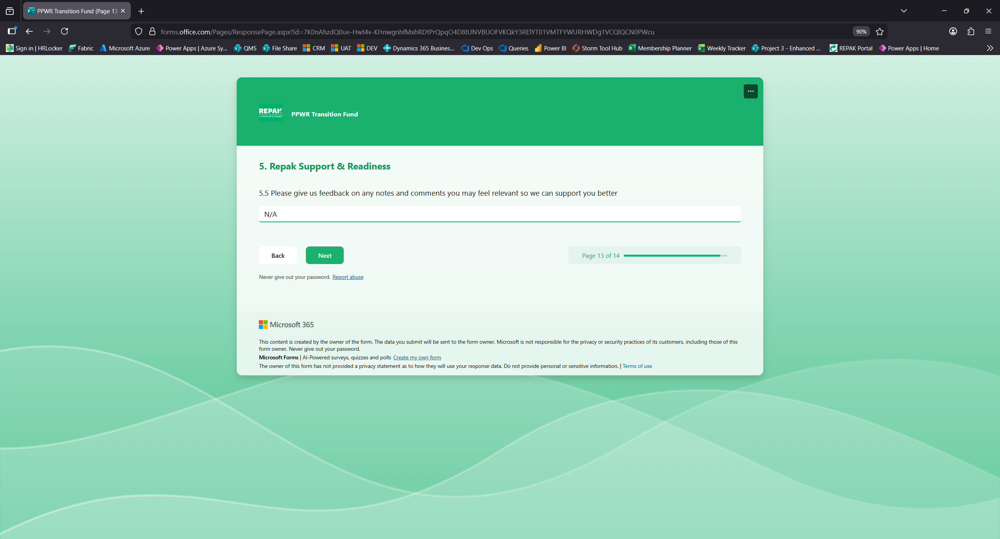 PPWR Transition Fund (Page 13
forms.office.com/Pages/ResponsePage.aspx?id=7K0nAhzdQ0ue-Hwt4v-KHnwgnhfMxhRDtPrQpqO4D8tUNVBUOFVKQkY3RElYT01VMTFYWURHWDg1VCQlQCN0PWcu
90%
Sign in | HRLocker
Fabric
Microsoft Azure
Power Apps | Azure Sy...
QMS
File Share
CRM
UAT
DEV
Dynamics 365 Busines...
Dev Ops
Queries
Power BI
Storm Tool Hub
Membership Planner
Weekly Tracker
Project 3 - Enhanced ...
REPAK Portal
Power Apps | Home
REPAK
PROUDLY SUPPORTING
A CIRCULAR ECONOMY
PPWR Transition Fund
5. Repak Support & Readiness
5.5 Please give us feedback on any notes and comments you may feel relevant so we can support you better
N/A
Back
Next
Page 13 of 14
Never give out your password. Report abuse
Microsoft 365
This content is created by the owner of the form. The data you submit will be sent to the form owner. Microsoft is not responsible for the privacy or security practices of its customers, including those of this
form owner. Never give out your password.
Microsoft Forms | AI-Powered surveys, quizzes and polls Create my own form
The owner of this form has not provided a privacy statement as to how they will use your response data. Do not provide personal or sensitive information. | Terms of use